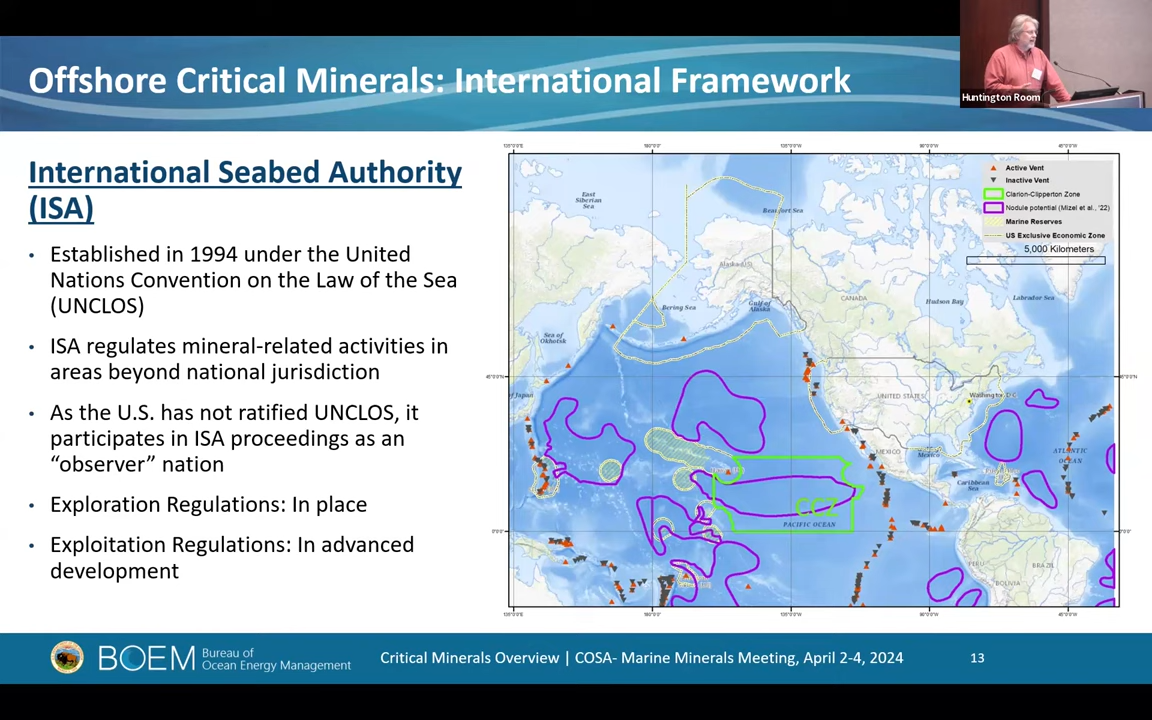 Offshore Critical Minerals: International Framework
Huntington Room
International Seabed Authority
(ISA)
• Established in 1994 under the United
Nations Convention on the Law of the Sea
(UNCLOS)
• ISA regulates mineral-related activities in
areas beyond national jurisdiction
• As the U.S. has not ratified UNCLOS, it
participates in ISA proceedings as an
“observer” nation
• Exploration Regulations: In place
• Exploitation Regulations: In advanced
development
Active Vent
Inactive Vent
Clarion-Clipperton Zone
Nodule potential (Mizel et al., '22)
Marine Reserves
US Exclusive Economic Zone
5,000 Kilometers
East
Siberian
Sea
Beaufort Sea
Alaska (US)
Bering Sea
Gulf of
Alaska
CANADA
Hudson Bay
Labrador Sea
Sea of
Okhotsk
UNITED STATES
Washington, D.C.
MEXICO
Mexico
ATLANTIC
OCEAN
Caribbean
Sea
CCZ
PACIFIC OCEAN
PERU
BRAZIL
BOLIVIA
BOEM
Bureau of
Ocean Energy Management
Critical Minerals Overview | COSA- Marine Minerals Meeting, April 2-4, 2024
13